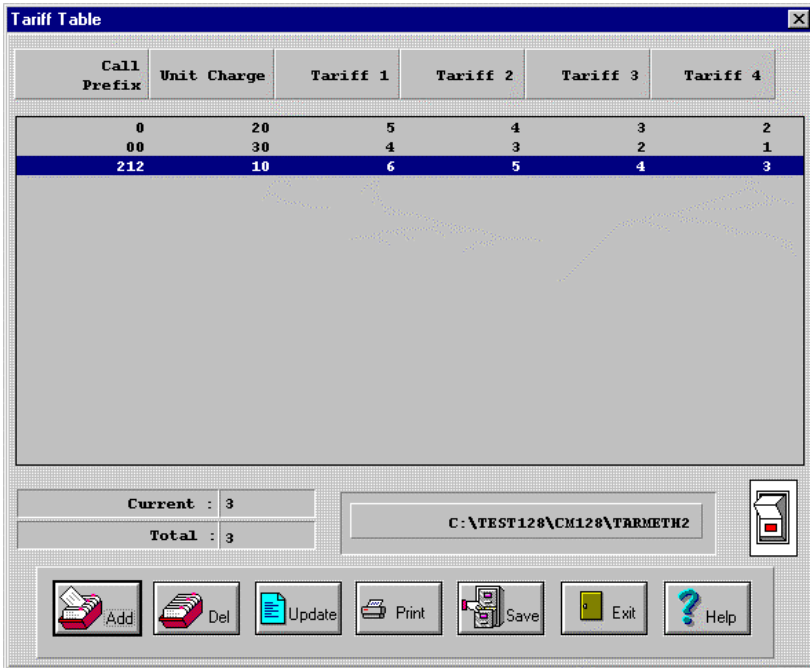 Tariff Table
Call Prefix Unit Charge Tariff 1 Tariff 2 Tariff 3 Tariff 4
0 20 5 4 3 2
00 30 4 3 2 1
212 10 6 5 4 3
Current : 3
Total : 3
C:\TEST128\CM128\TARMETH2
Add Del Update Print Save Exit Help